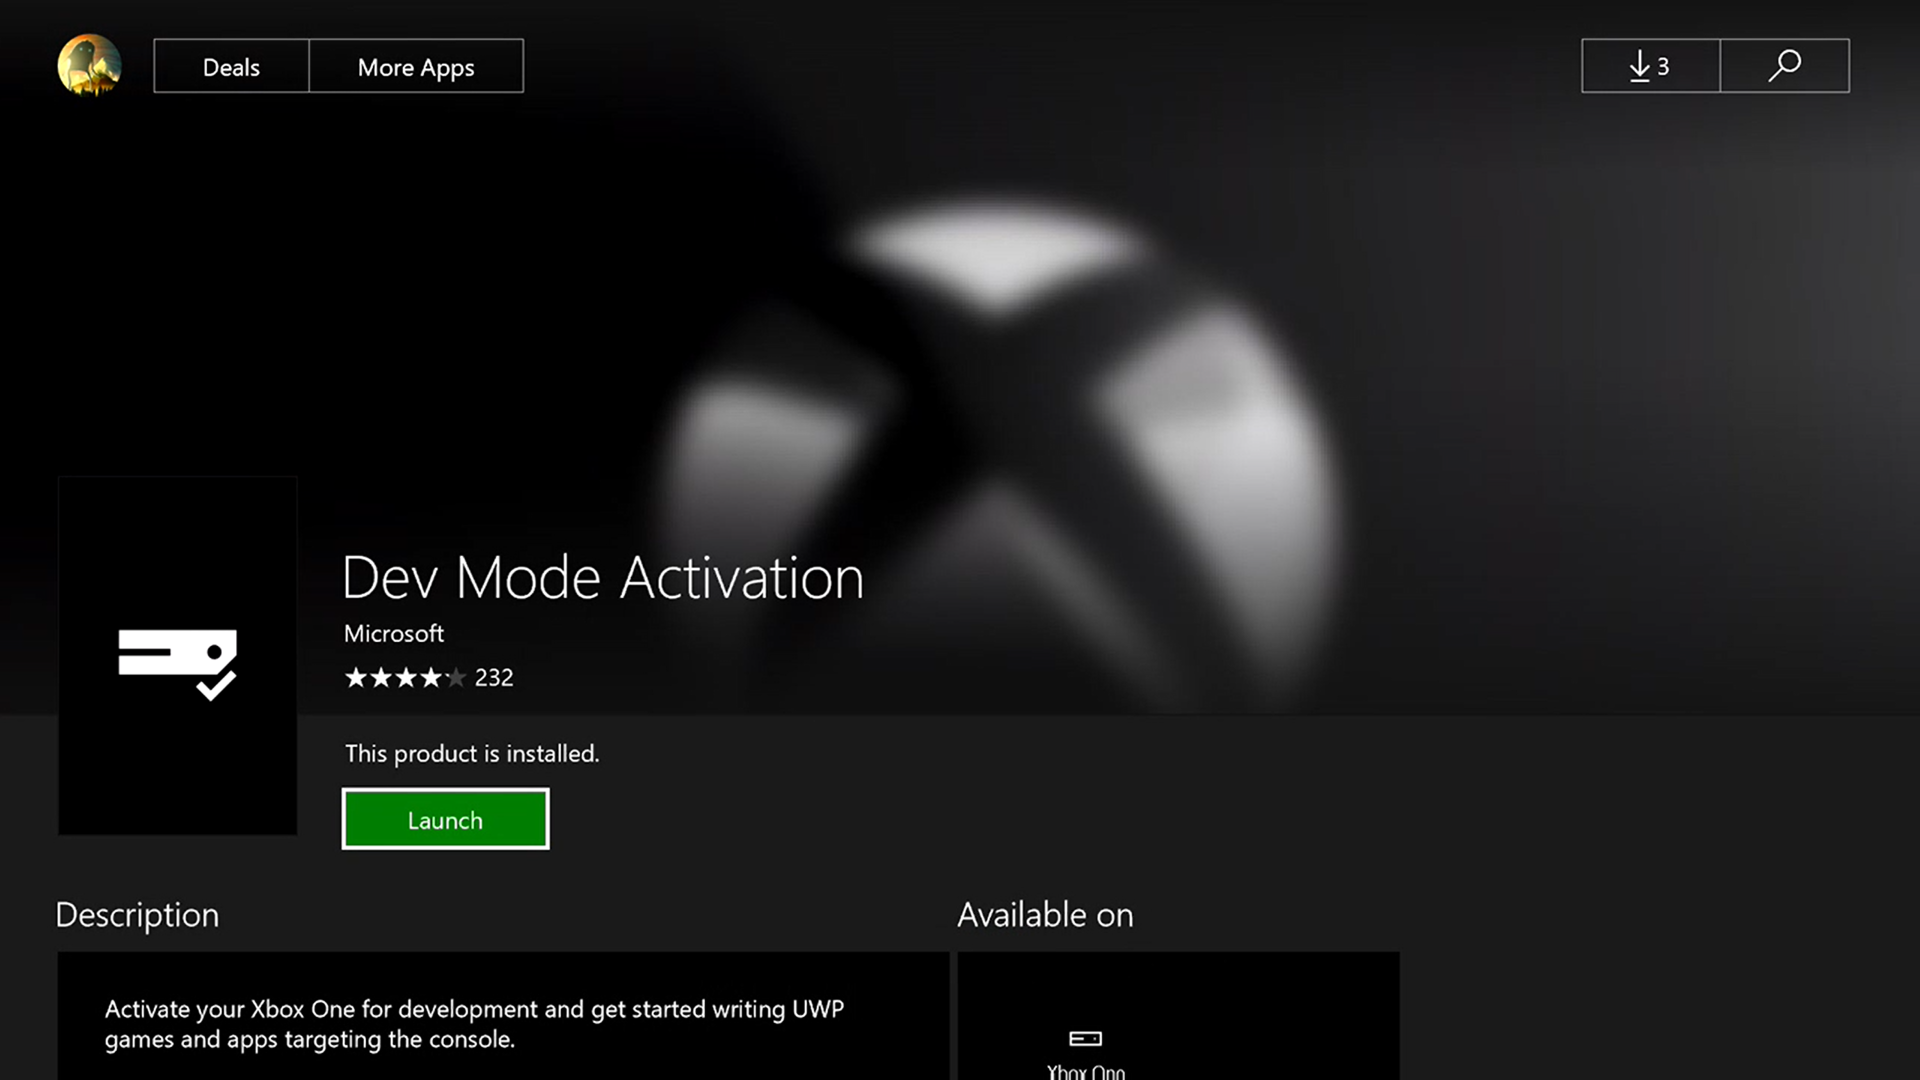 Deals
More Apps
3
Dev Mode Activation
Microsoft
232
This product is installed.
Launch
Description
Available on
Activate your Xbox One for development and get started writing UWP
games and apps targeting the console.
Xbox One